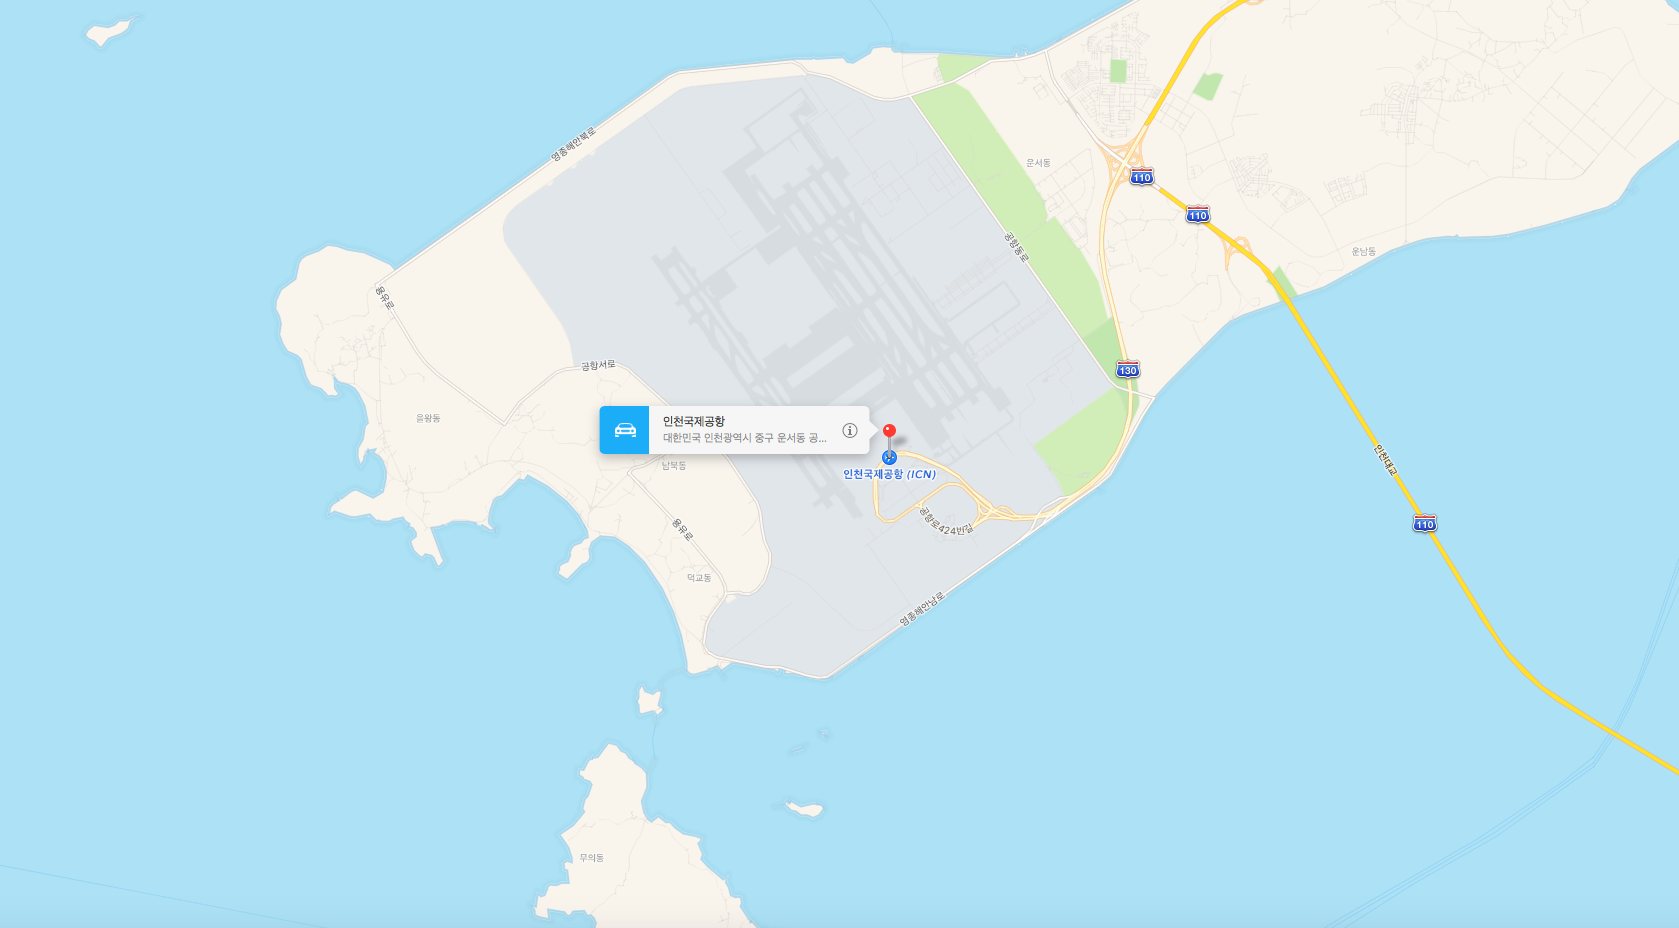 영종해안북로
운서동
110
110
공항동로
운남동
용유로
공항서로
130
을왕동
인천국제공항
대한민국 인천광역시 중구 운서동 공...
남북동
인천국제공항 (ICN)
인천대교
공항로424번길
110
용유로
덕교동
영종해안남로
무의동